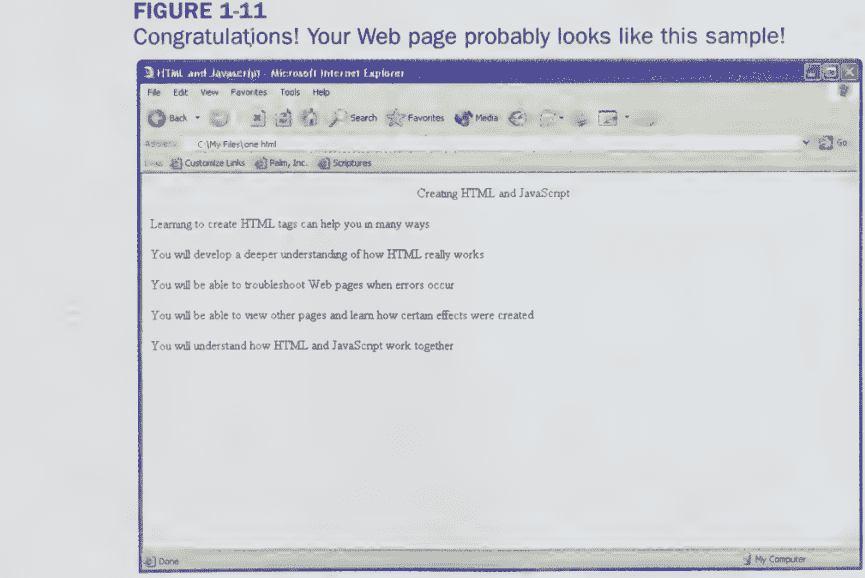 FIGURE 1-11
Congratulations! Your Web page probably looks like this sample!
HTML and Javascript - Microsoft Internet Explorer
File Edit View Favorites Tools Help
Back Search Favorites Media
Address C:\My Files\one.html Go
Links Customize Links Palm, Inc. Scriptures
Creating HTML and JavaScript
Learning to create HTML tags can help you in many ways
You will develop a deeper understanding of how HTML really works
You will be able to troubleshoot Web pages when errors occur
You will be able to view other pages and learn how certain effects were created
You will understand how HTML and JavaScript work together
Done My Computer